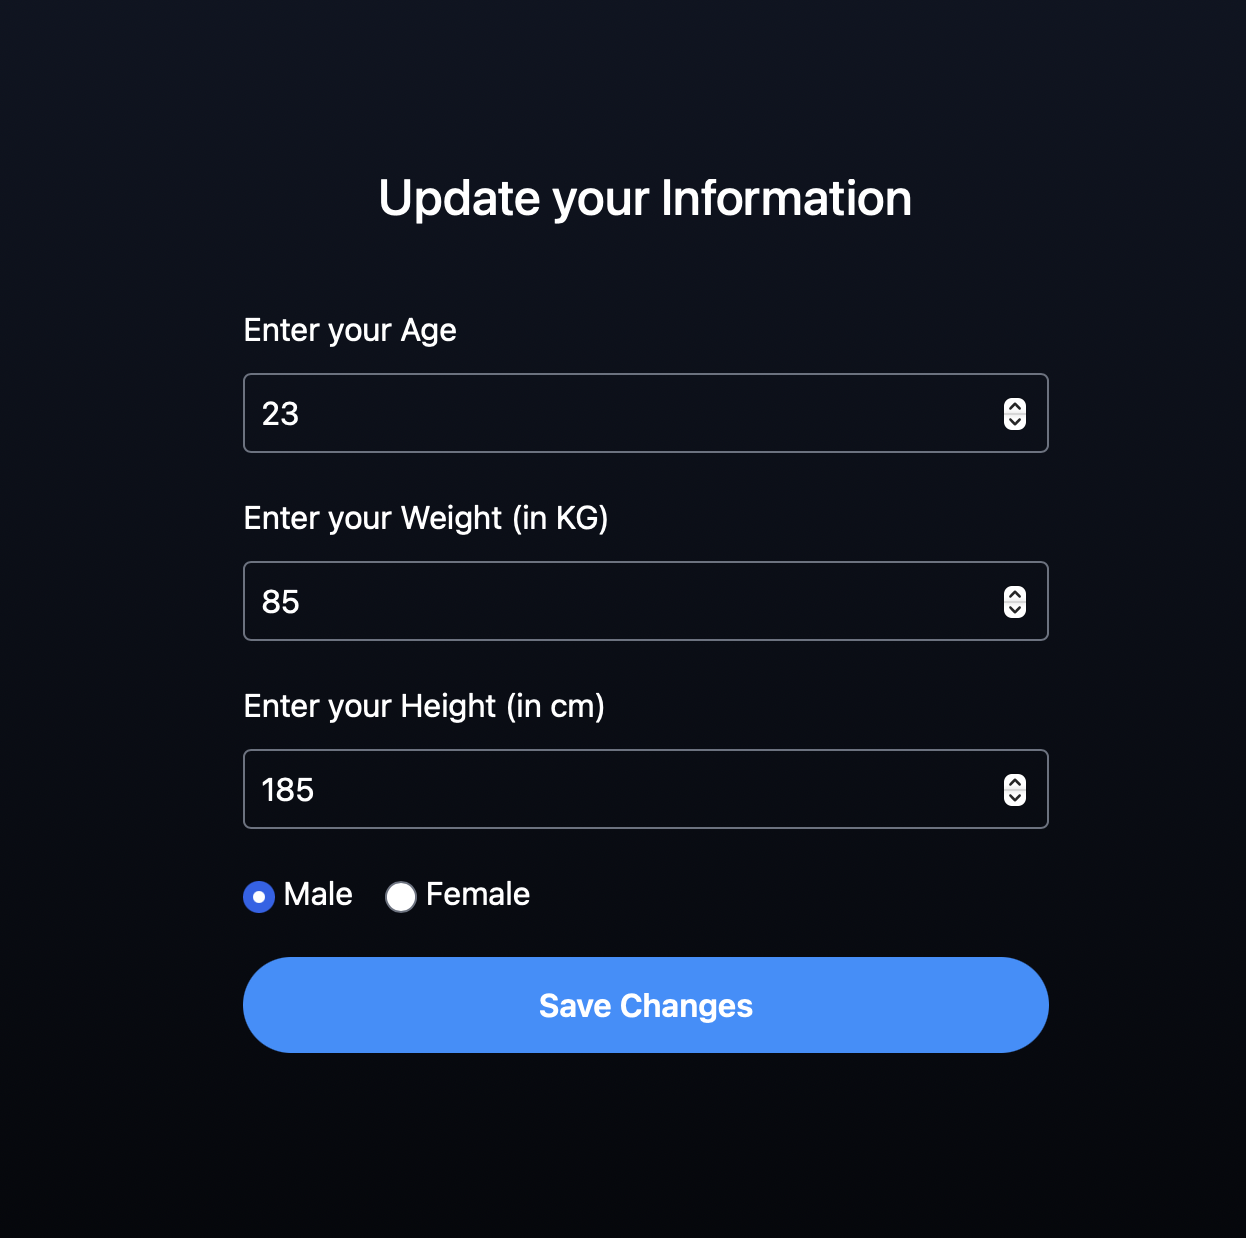 Update your Information
Enter your Age
23
Enter your Weight (in KG)
85
Enter your Height (in cm)
185
Male Female
Save Changes